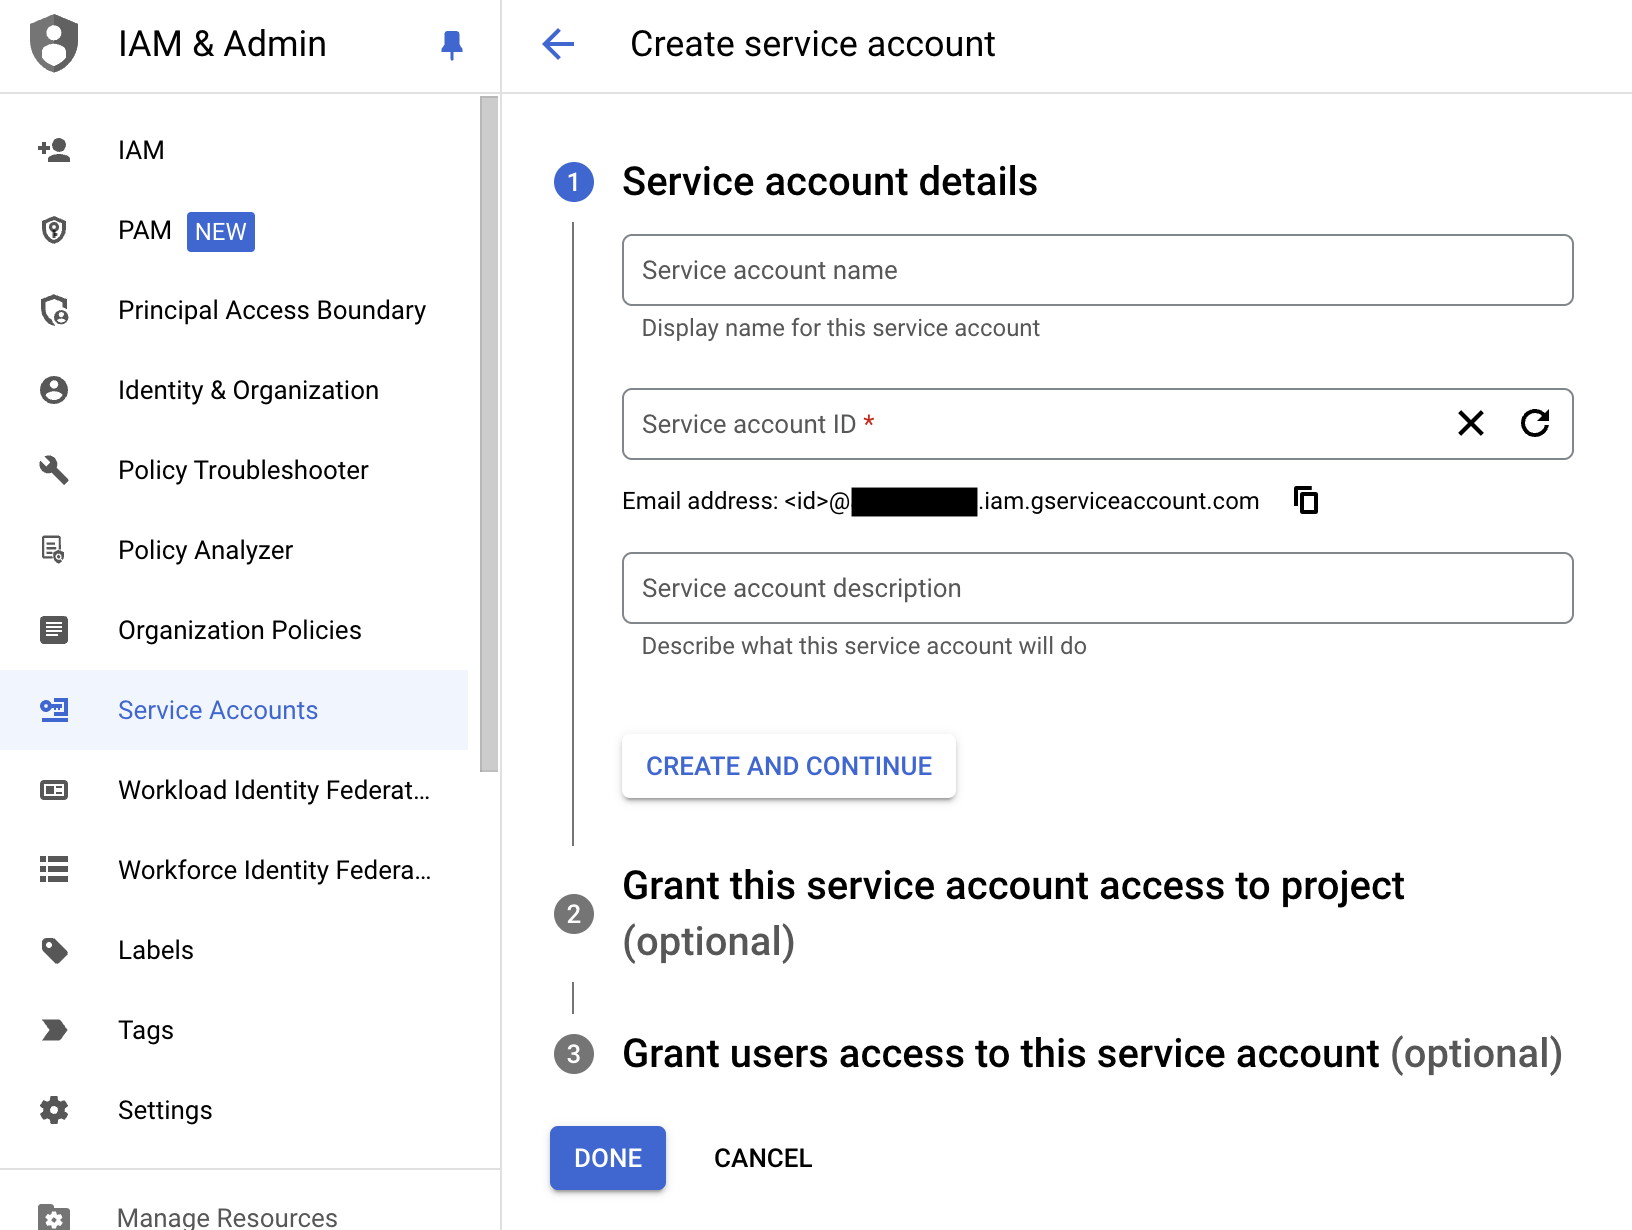 IAM & Admin
IAM
PAM NEW
Principal Access Boundary
Identity & Organization
Policy Troubleshooter
Policy Analyzer
Organization Policies
Service Accounts
Workload Identity Federat...
Workforce Identity Federa...
Labels
Tags
Settings
Manage Resources
Create service account
1 Service account details
Service account name
Display name for this service account
Service account ID *
Email address: <id>@ .iam.gserviceaccount.com
Service account description
Describe what this service account will do
CREATE AND CONTINUE
2 Grant this service account access to project
(optional)
3 Grant users access to this service account (optional)
DONE CANCEL